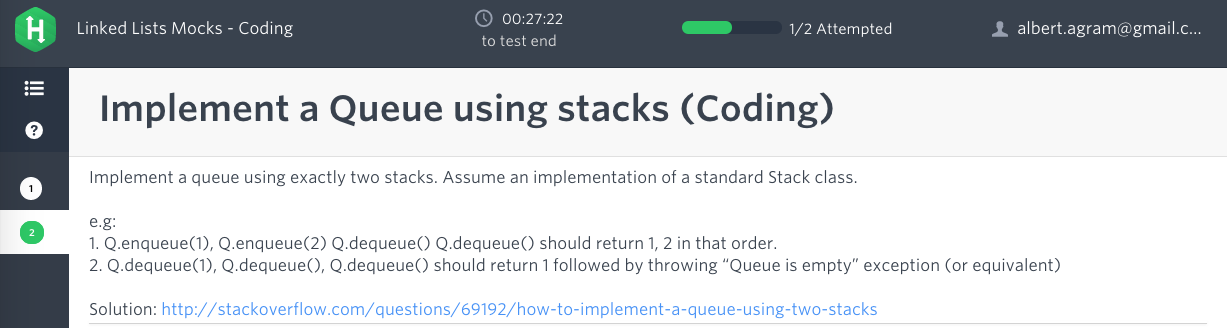 Linked Lists Mocks - Coding
00:27:22
to test end
1/2 Attempted
albert.agram@gmail.c...
Implement a Queue using stacks (Coding)
Implement a queue using exactly two stacks. Assume an implementation of a standard Stack class.
e.g:
1. Q.enqueue(1), Q.enqueue(2) Q.dequeue() Q.dequeue() should return 1, 2 in that order.
2. Q.dequeue(1), Q.dequeue(), Q.dequeue() should return 1 followed by throwing “Queue is empty” exception (or equivalent)
Solution: http://stackoverflow.com/questions/69192/how-to-implement-a-queue-using-two-stacks
H
?
1
2